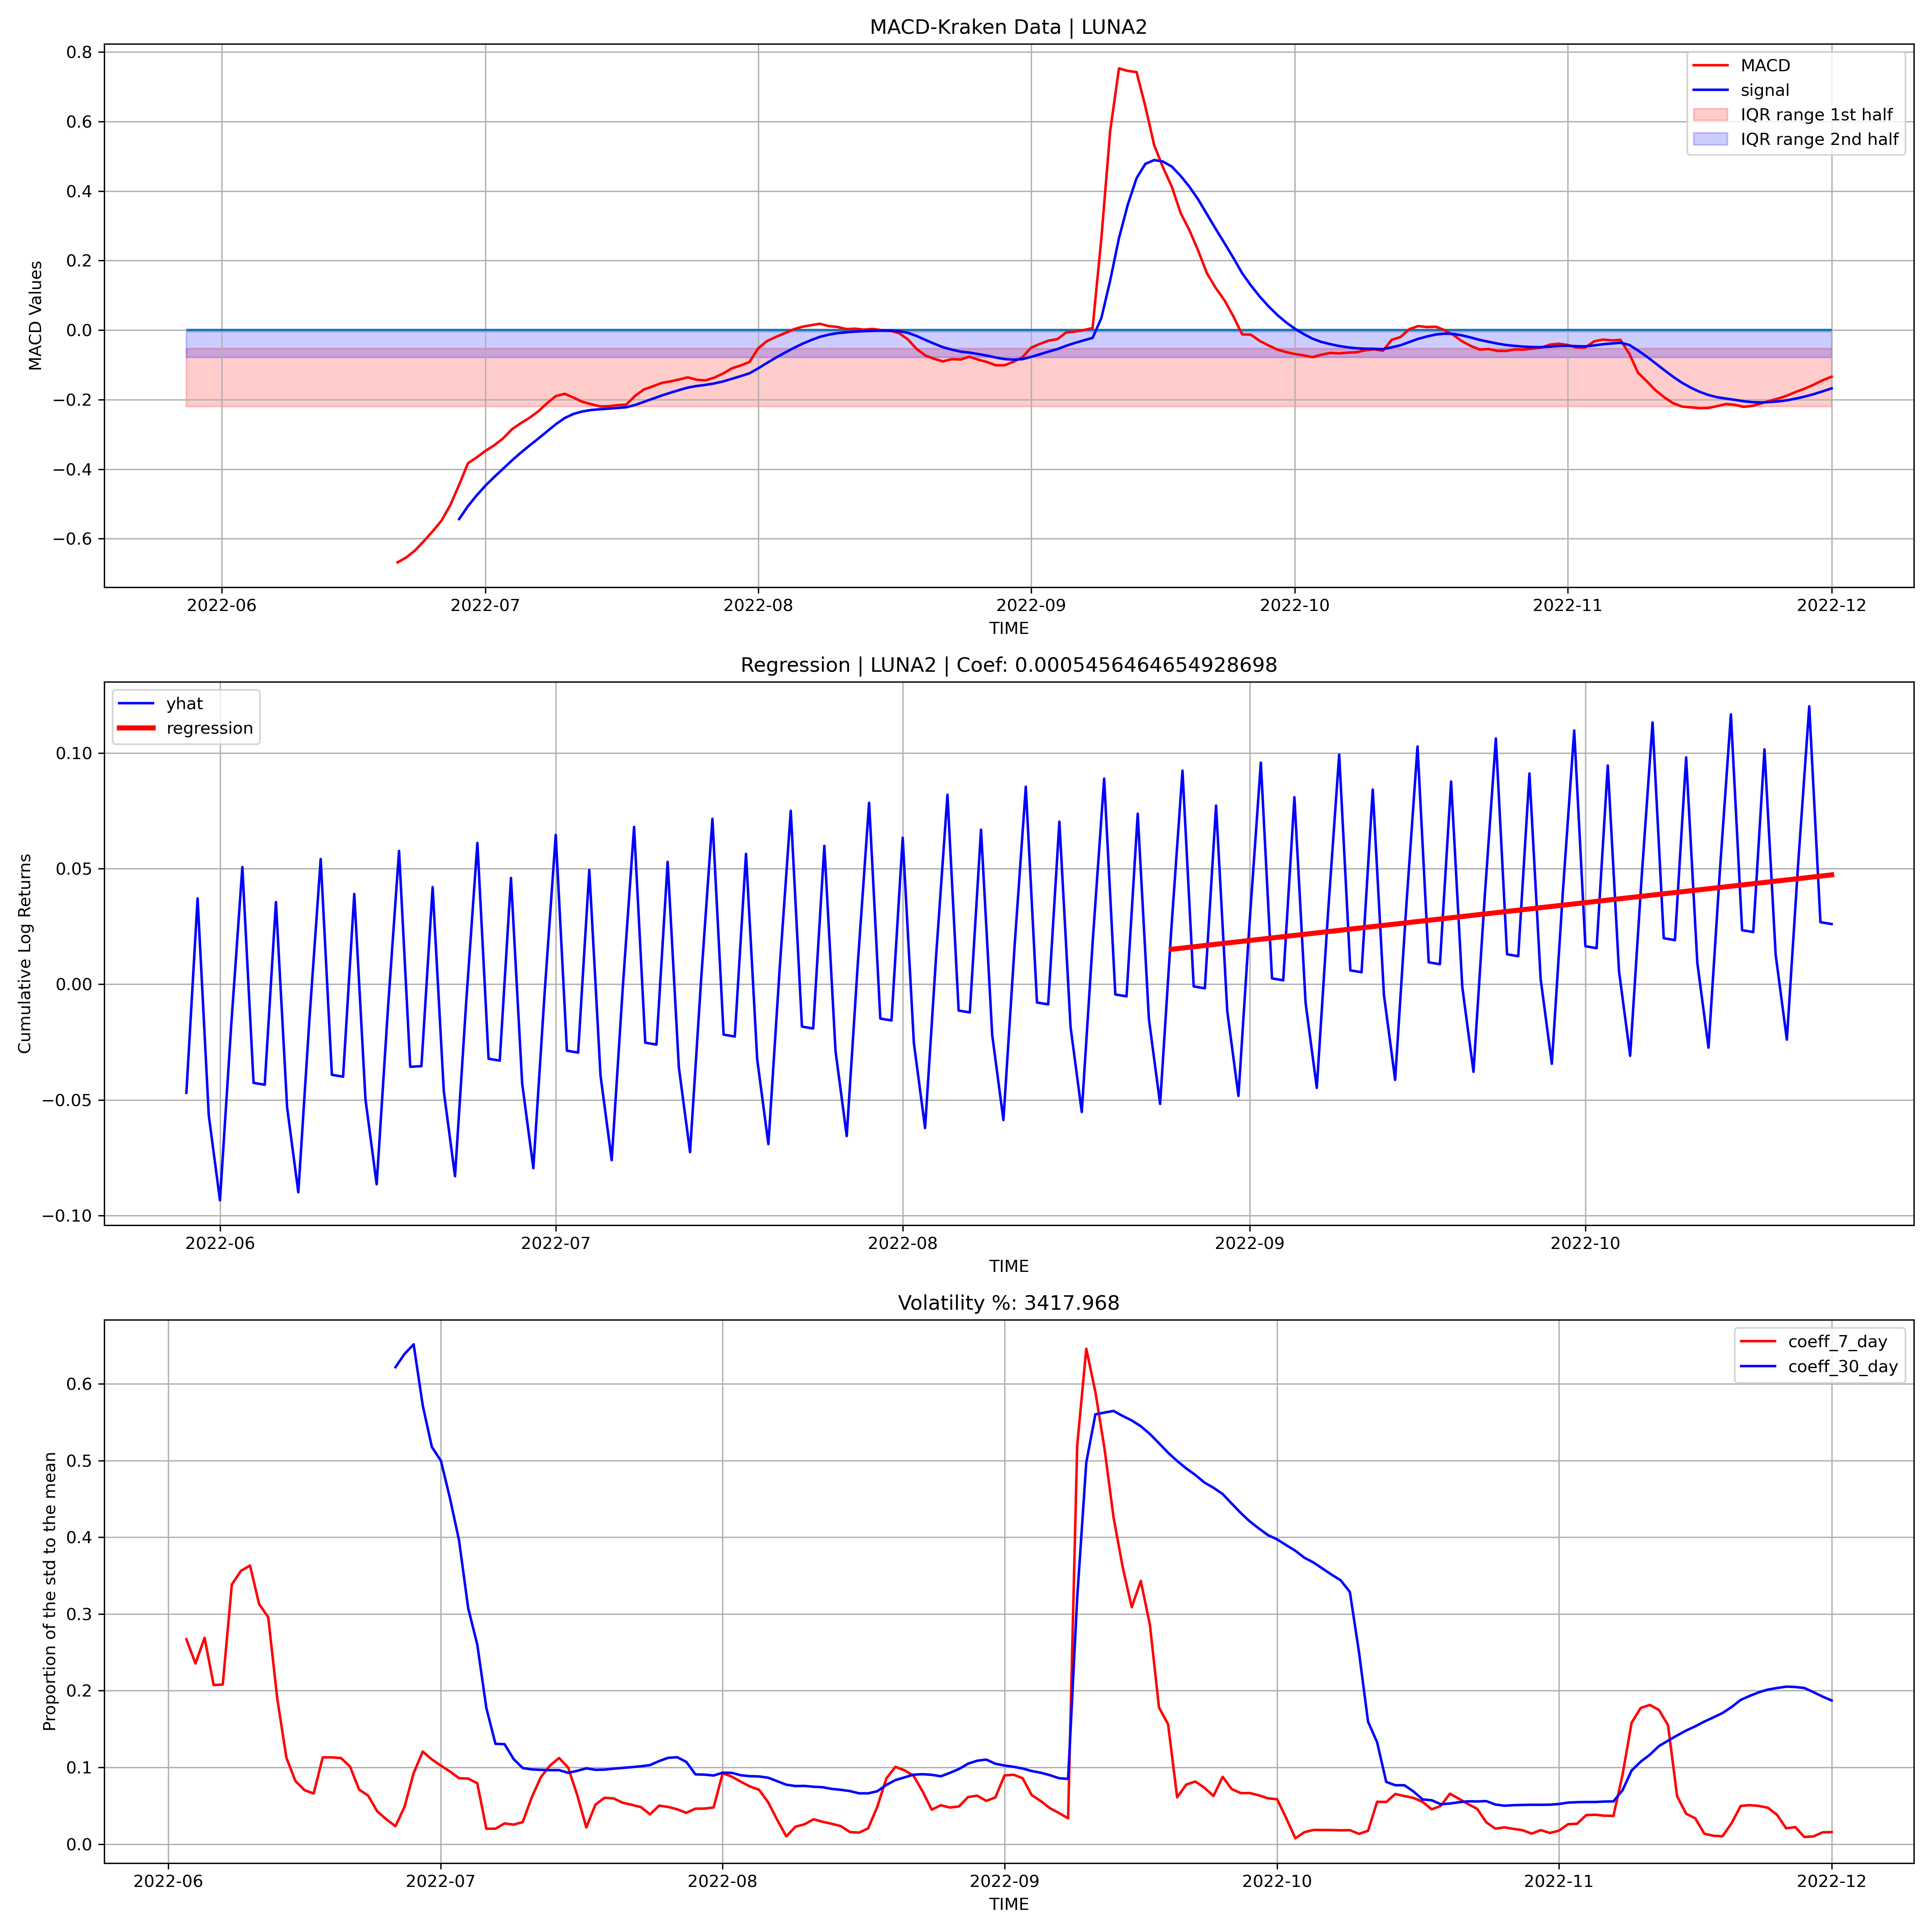 MACD-Kraken Data | LUNA2
0.8
0.6
0.4
0.2
0.0
−0.2
−0.4
−0.6
MACD Values
MACD
signal
IQR range 1st half
IQR range 2nd half
2022-06 2022-07 2022-08 2022-09 2022-10 2022-11 2022-12
TIME
Regression | LUNA2 | Coef: 0.0005456464654928698
yhat
regression
0.10
0.05
0.00
−0.05
−0.10
Cumulative Log Returns
2022-06 2022-07 2022-08 2022-09 2022-10
TIME
Volatility %: 3417.968
coeff_7_day
coeff_30_day
0.6
0.5
0.4
0.3
0.2
0.1
0.0
Proportion of the std to the mean
2022-06 2022-07 2022-08 2022-09 2022-10 2022-11 2022-12
TIME